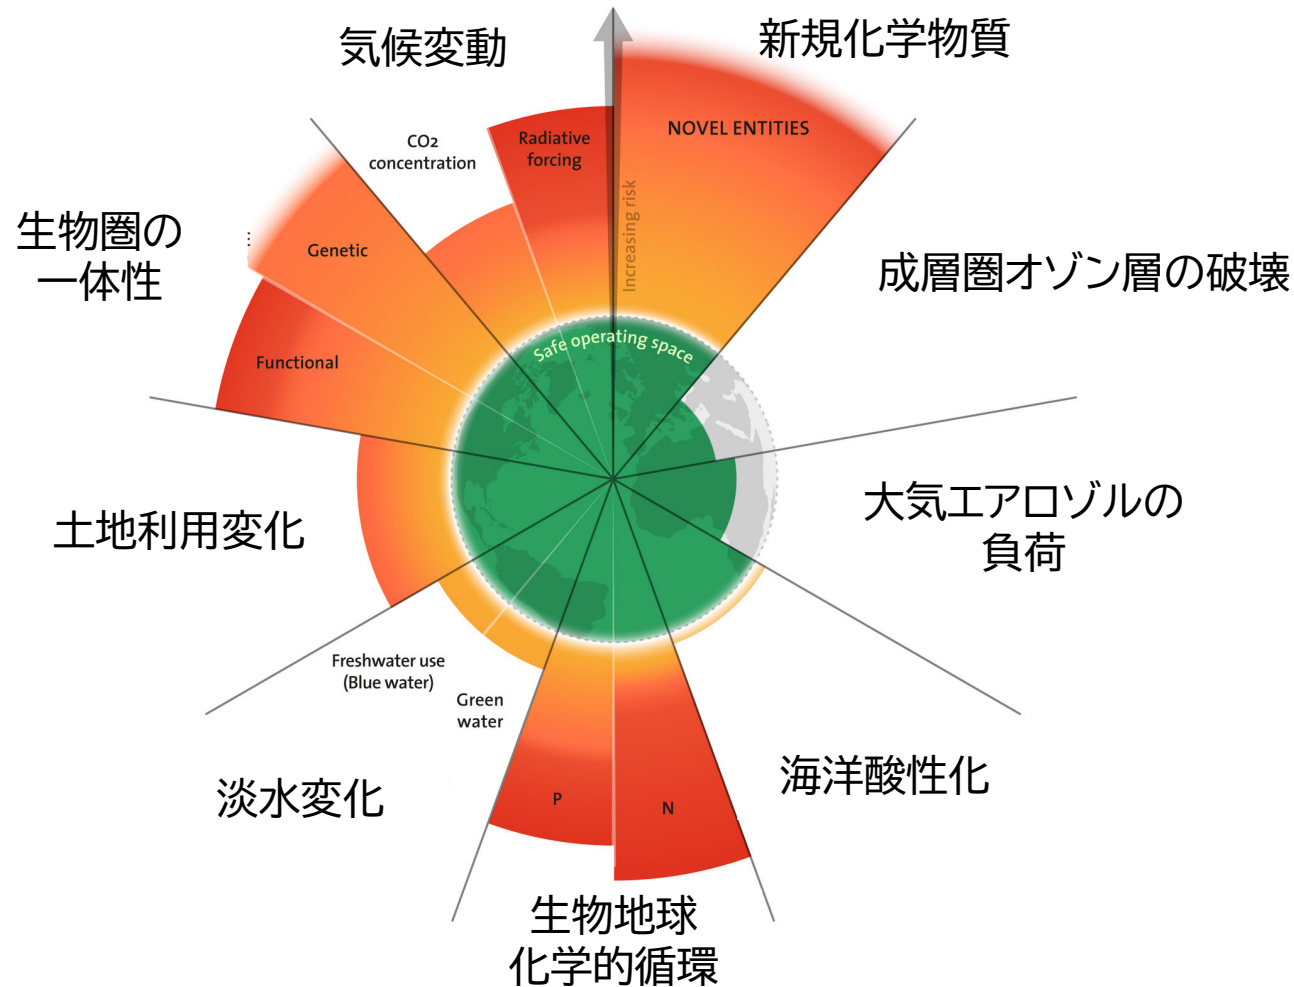 気候変動
新規化学物質
CO2
concentration
Radiative
forcing
NOVEL ENTITIES
Increasing risk
生物圏の
一体性
Genetic
Functional
成層圏オゾン層の破壊
Safe operating space
土地利用変化
大気エアロゾルの
負荷
Freshwater use
(Blue water)
Green
water
淡水変化
P
N
海洋酸性化
生物地球
化学的循環